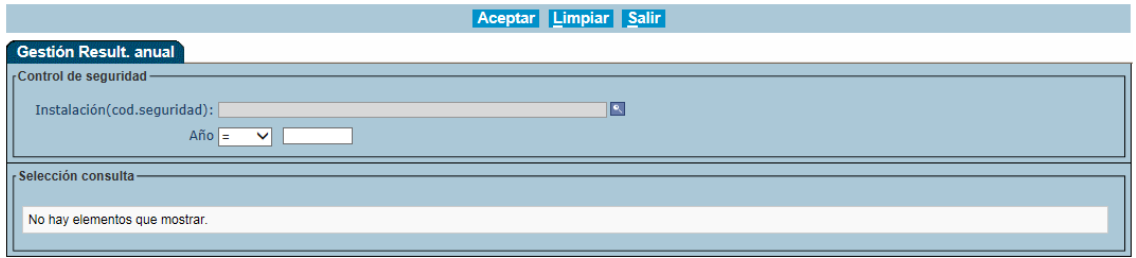 Aceptar Limpiar Salir
Gestión Result. anual
Control de seguridad
Instalación(cod.seguridad):
Año =
Selección consulta
No hay elementos que mostrar.